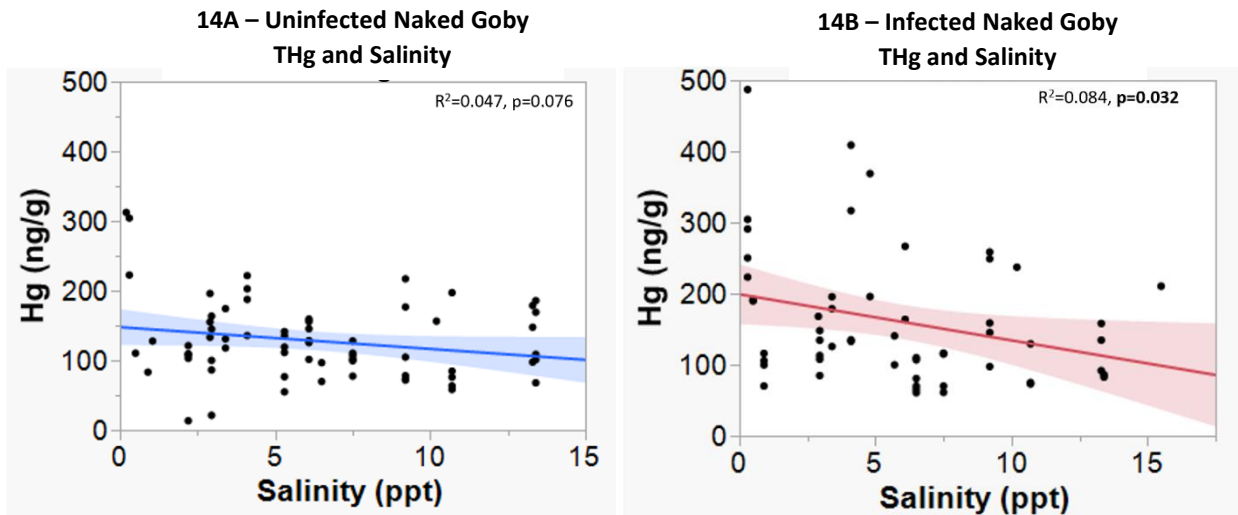 14A – Uninfected Naked Goby
THg and Salinity
R²=0.047, p=0.076
500
400
300
200
100
0
Hg (ng/g)
0 5 10 15
Salinity (ppt)
14B – Infected Naked Goby
THg and Salinity
R²=0.084, p=0.032
500
400
300
200
100
0
Hg (ng/g)
0 5 10 15
Salinity (ppt)